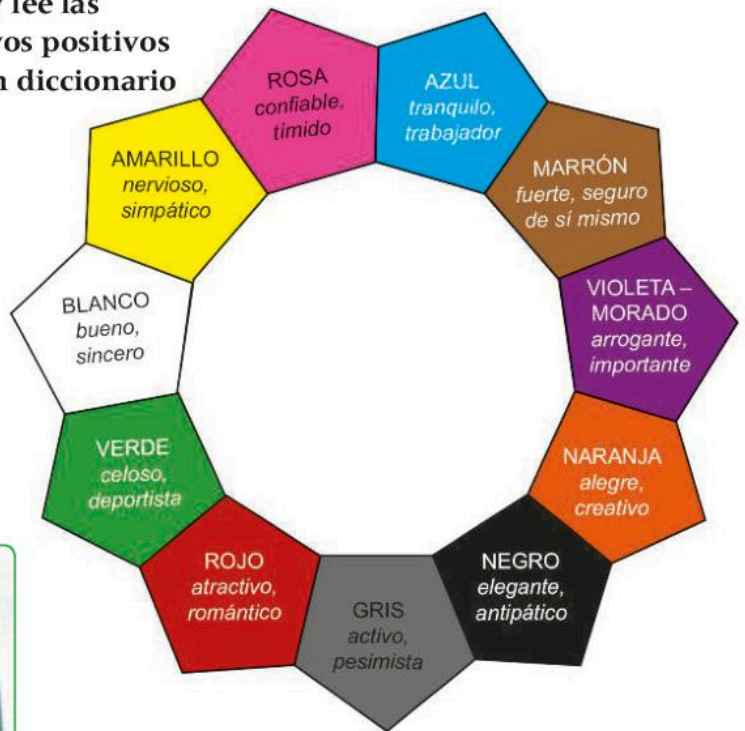 lee las
vos positivos
n diccionario
ROSA
confiable,
tímido
AZUL
tranquilo,
trabajador
MARRÓN
fuerte, seguro
de sí mismo
VIOLETA –
MORADO
arrogante,
importante
NARANJA
alegre,
creativo
NEGRO
elegante,
antipático
GRIS
activo,
pesimista
ROJO
atractivo,
romántico
VERDE
celoso,
deportista
BLANCO
bueno,
sincero
AMARILLO
nervioso,
simpático